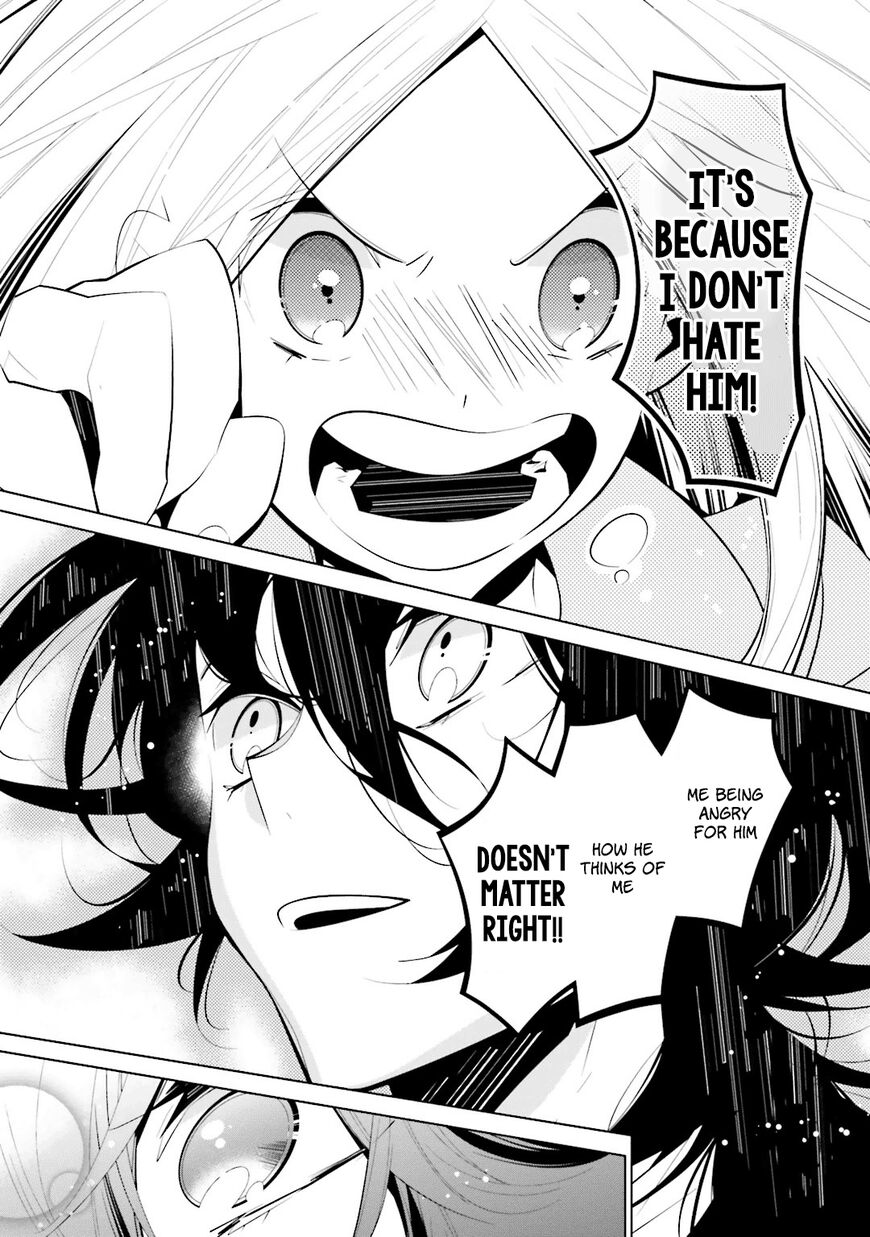 IT'S
BECAUSE
I DON'T
HATE
HIM!
ME BEING
ANGRY
FOR HIM
HOW HE
THINKS OF
ME
DOESN'T
MATTER
RIGHT!!